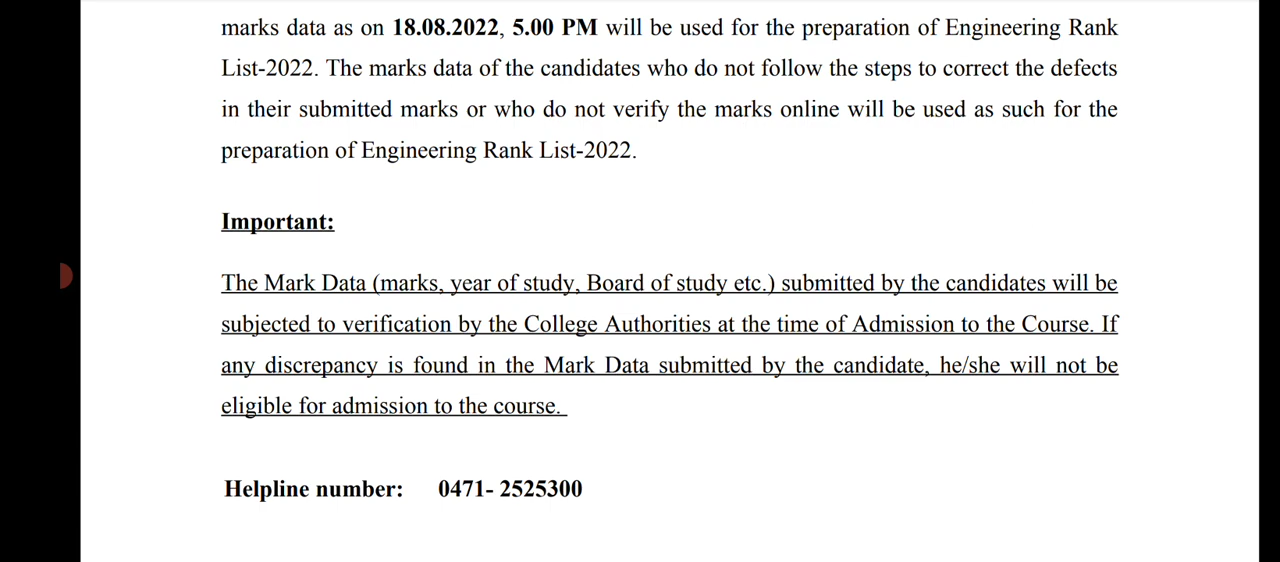 marks data as on 18.08.2022, 5.00 PM will be used for the preparation of Engineering Rank
List-2022. The marks data of the candidates who do not follow the steps to correct the defects
in their submitted marks or who do not verify the marks online will be used as such for the
preparation of Engineering Rank List-2022.
Important:
The Mark Data (marks, year of study, Board of study etc.) submitted by the candidates will be
subjected to verification by the College Authorities at the time of Admission to the Course. If
any discrepancy is found in the Mark Data submitted by the candidate, he/she will not be
eligible for admission to the course.
Helpline number: 0471- 2525300